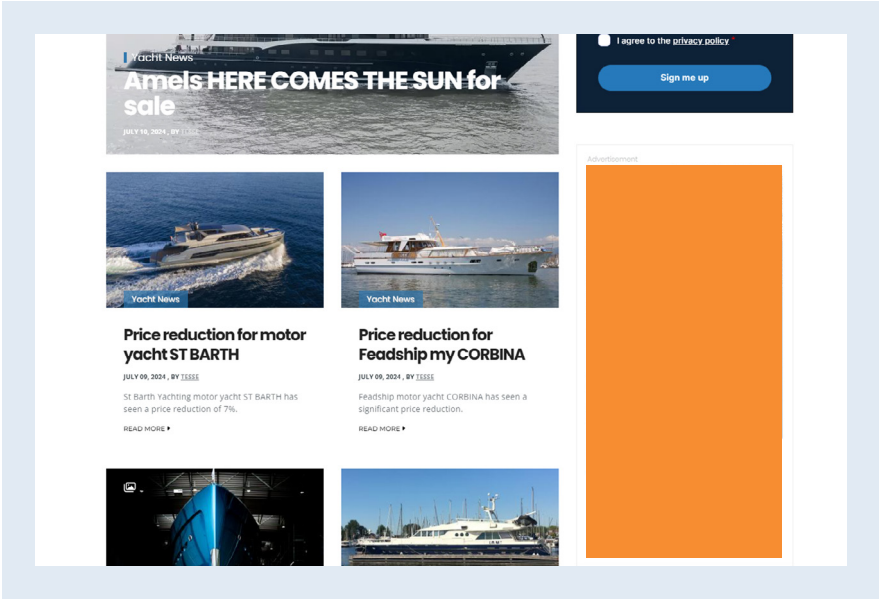 Yacht News
Amels HERE COMES THE SUN for
sale
JULY 10, 2024 , BY TESSE
I agree to the privacy policy *
Sign me up
Advertisement
Yacht News
Price reduction for motor
yacht ST BARTH
JULY 09, 2024 , BY TESSE
St Barth Yachting motor yacht ST BARTH has
seen a price reduction of 7%.
READ MORE
Yacht News
Price reduction for
Feadship my CORBINA
JULY 09, 2024 , BY TESSE
Feadship motor yacht CORBINA has seen a
significant price reduction.
READ MORE